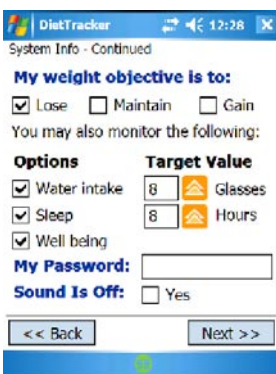 DietTracker 12:28
System Info - Continued
My weight objective is to:
Lose Maintain Gain
You may also monitor the following:
Options Target Value
Water intake 8 Glasses
Sleep 8 Hours
Well being
My Password:
Sound Is Off: Yes
<< Back Next >>